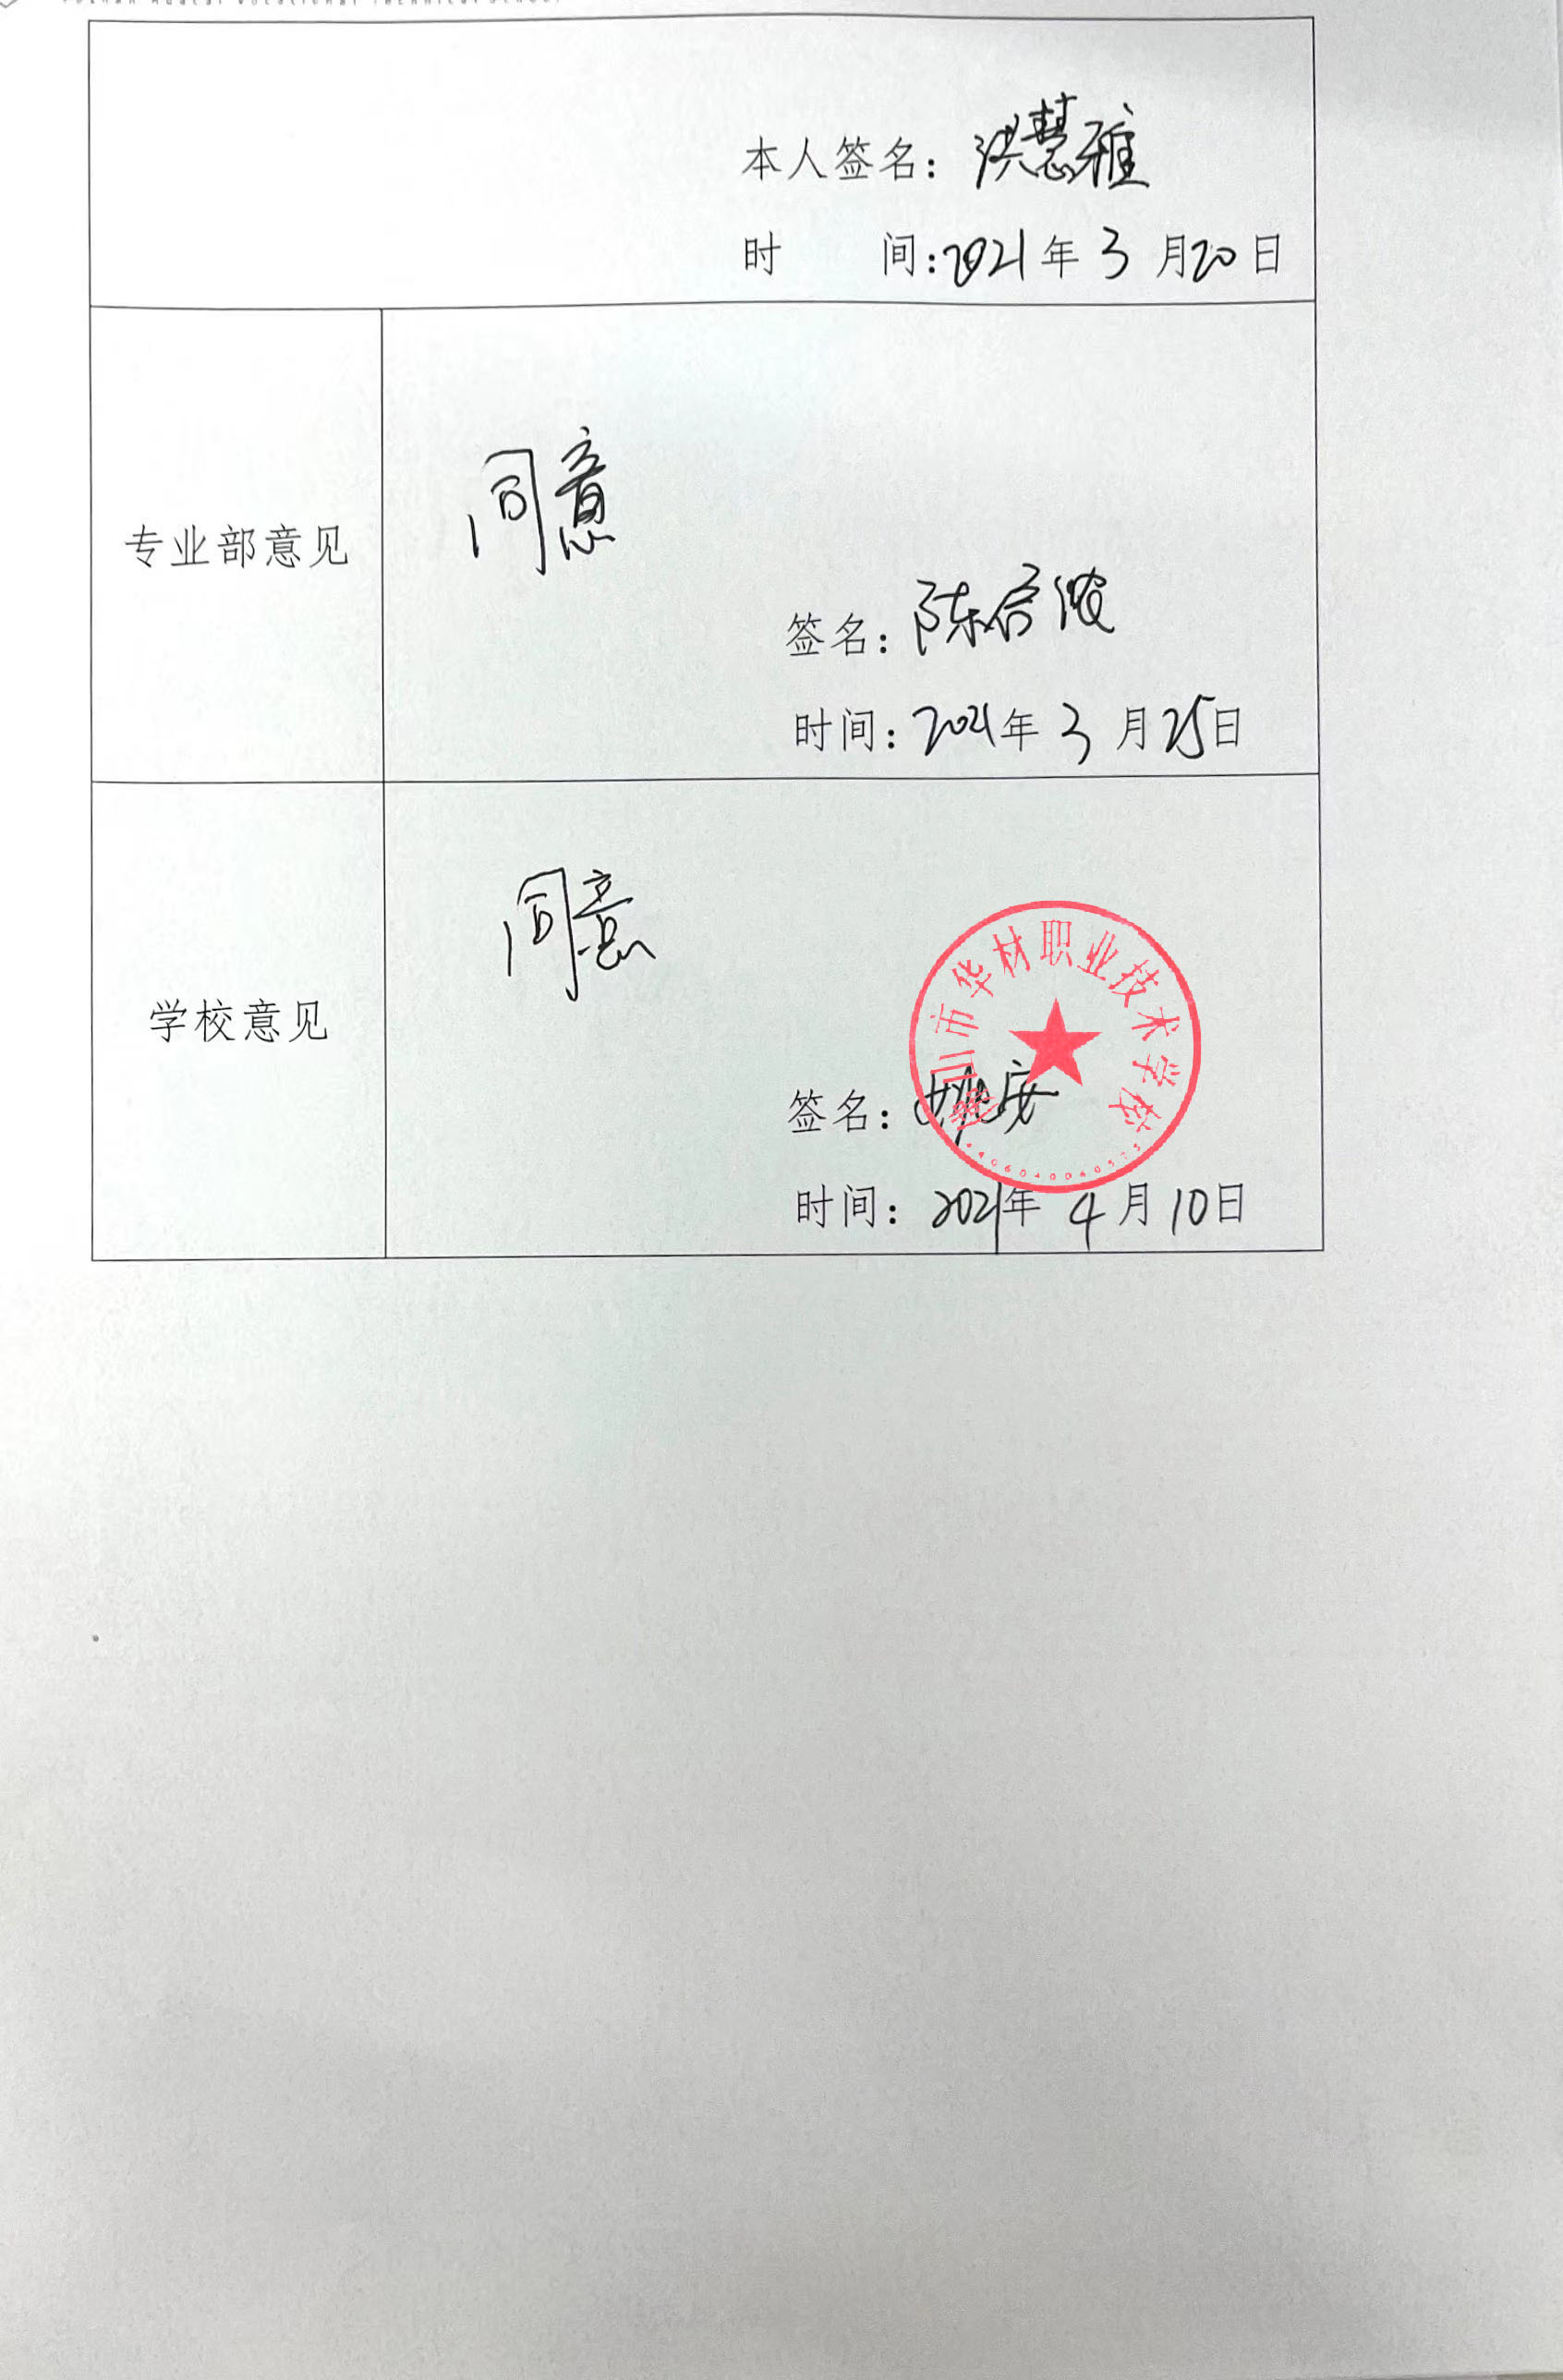 本人签名：洪慧雅
时 间：2021年3月20日
同意
专业部意见
签名：陈
时间：2021年3月25日
同意
学校意见
山市华材职业技术学校
签名：姚安
时间：2021年4月10日